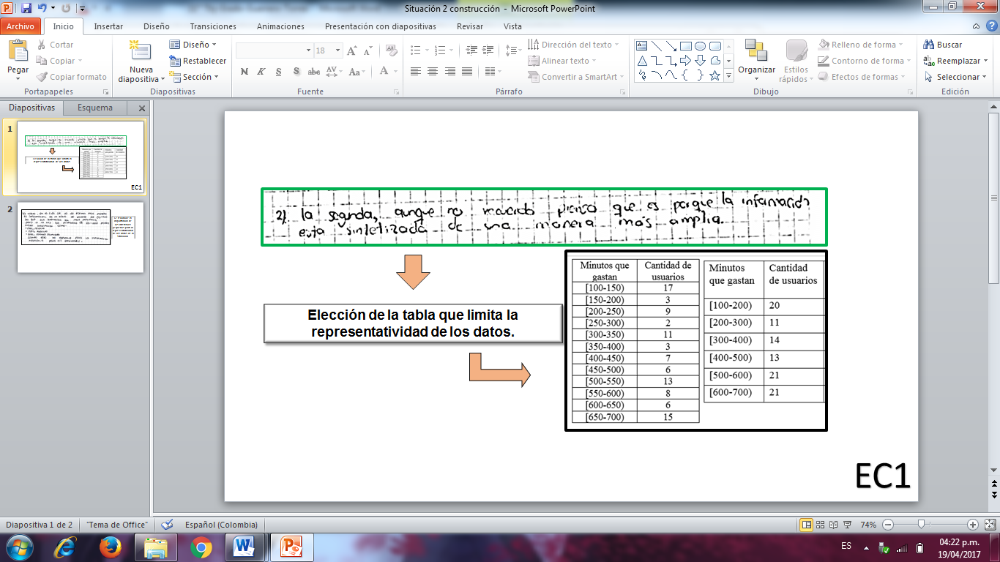 Situación 2 construcción - Microsoft PowerPoint
Archivo Inicio Insertar Diseño Transiciones Animaciones Presentación con diapositivas Revisar Vista
Pegar
Cortar
Copiar
Copiar formato
Portapapeles
Nueva diapositiva
Diseño
Restablecer
Sección
Diapositivas
18
N K S S abc AV Aa A
Fuente
Dirección del texto
Alinear texto
Convertir a SmartArt
Párrafo
Organizar
Estilos rápidos
Relleno de forma
Contorno de forma
Efectos de formas
Dibujo
Buscar
Reemplazar
Seleccionar
Edición
Diapositivas Esquema
1
EC1
2
2) la segunda, aunque no maicido pienso que es porque la información
esta sintetizada de una manera más amplia.
Elección de la tabla que limita la
representatividad de los datos.
Minutos que gastan Cantidad de usuarios
[100-150) 17
[150-200) 3
[200-250) 9
[250-300) 2
[300-350) 11
[350-400) 3
[400-450) 7
[450-500) 6
[500-550) 13
[550-600) 8
[600-650) 6
[650-700) 15
Minutos que gastan Cantidad de usuarios
[100-200) 20
[200-300) 11
[300-400) 14
[400-500) 13
[500-600) 21
[600-700) 21
EC1
Diapositiva 1 de 2 "Tema de Office" Español (Colombia) 74%
ES 04:22 p.m.
19/04/2017